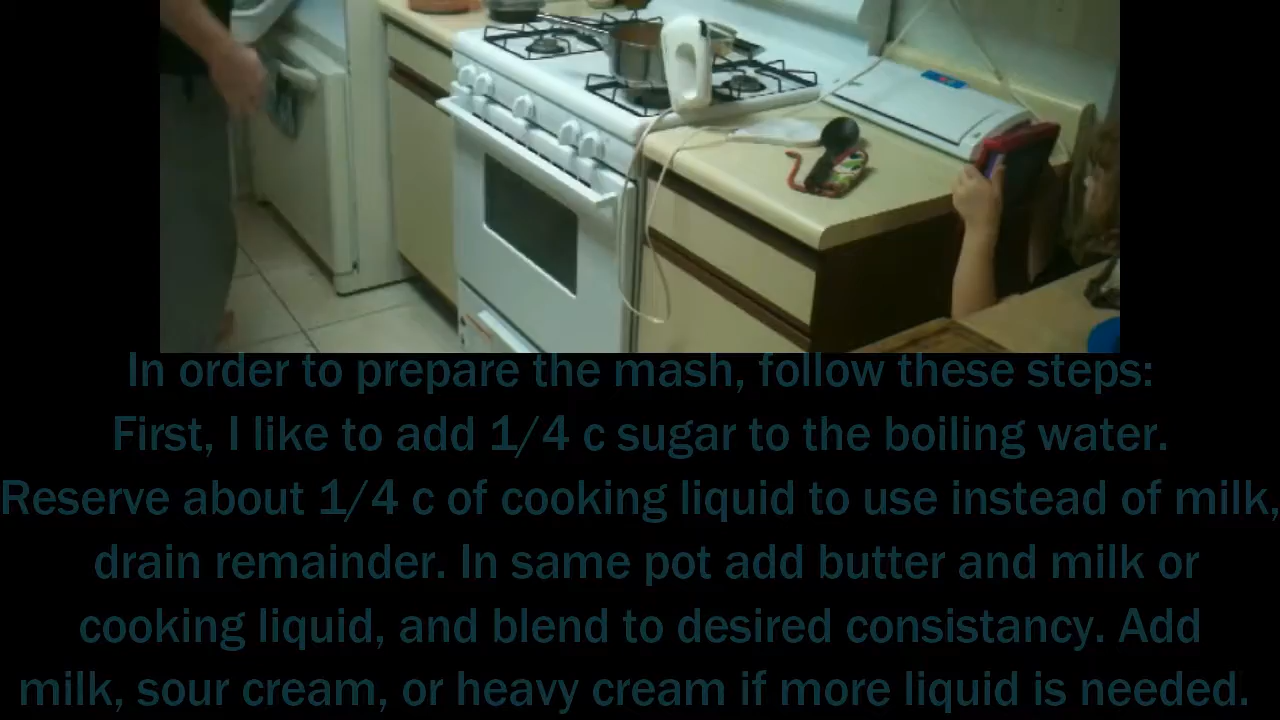 In order to prepare the mash, follow these steps:
First, I like to add 1/4 c sugar to the boiling water.
Reserve about 1/4 c of cooking liquid to use instead of milk,
drain remainder. In same pot add butter and milk or
cooking liquid, and blend to desired consistancy. Add
milk, sour cream, or heavy cream if more liquid is needed.